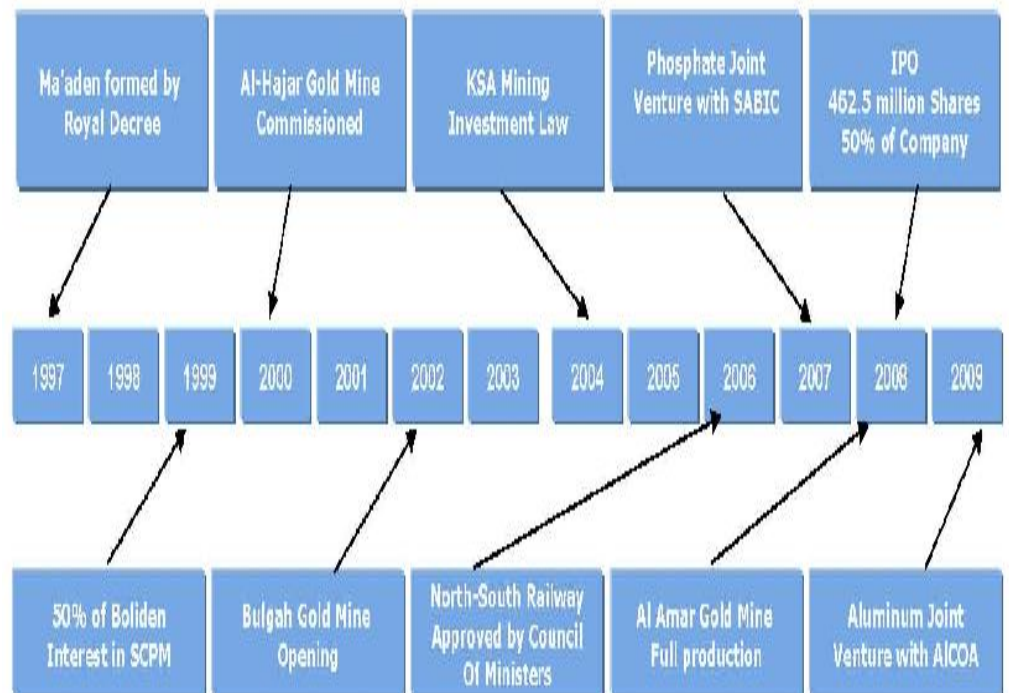 Ma'aden formed by
Royal Decree
Al-Hajar Gold Mine
Commissioned
KSA Mining
Investment Law
Phosphate Joint
Venture with SABIC
IPO
462.5 million Shares
50% of Company
1997
1998
1999
2000
2001
2002
2003
2004
2005
2006
2007
2008
2009
50% of Boliden
Interest in SCPM
Bulgah Gold Mine
Opening
North-South Railway
Approved by Council
Of Ministers
Al Amar Gold Mine
Full production
Aluminum Joint
Venture with AlCOA